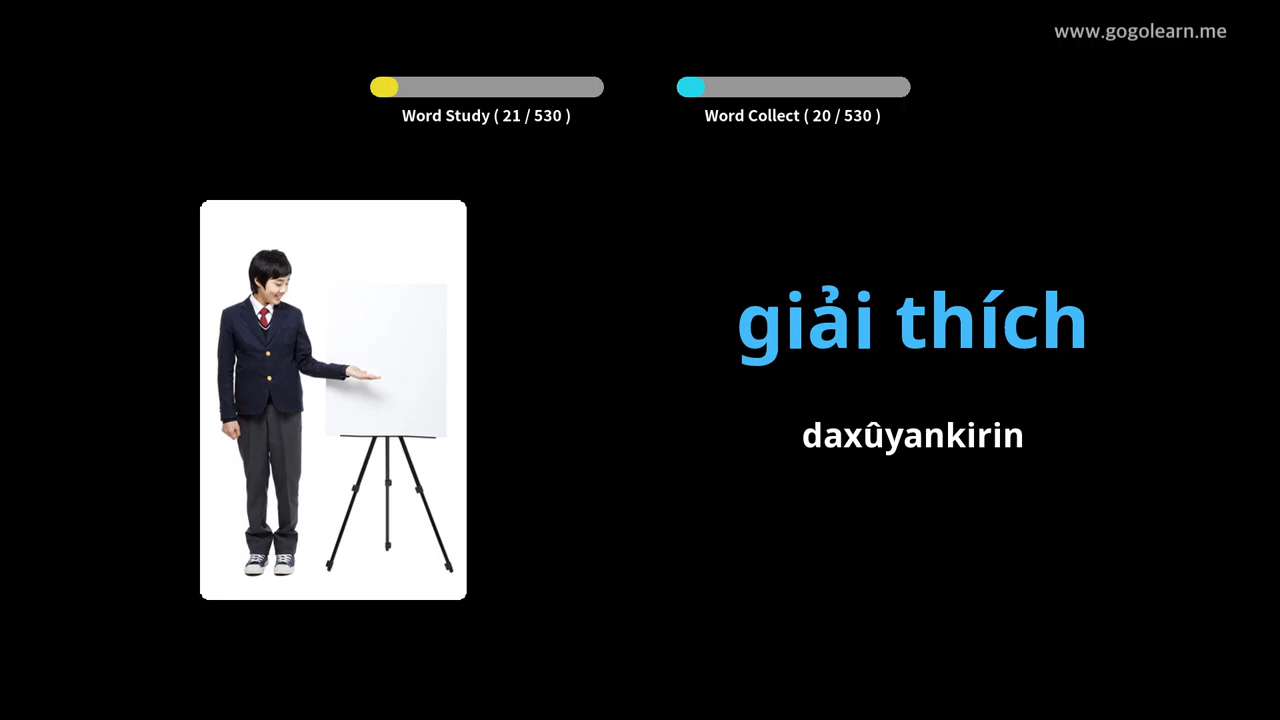 www.gogolearn.me
Word Study ( 21 / 530 )
Word Collect ( 20 / 530 )
giải thích
daxûyankirin